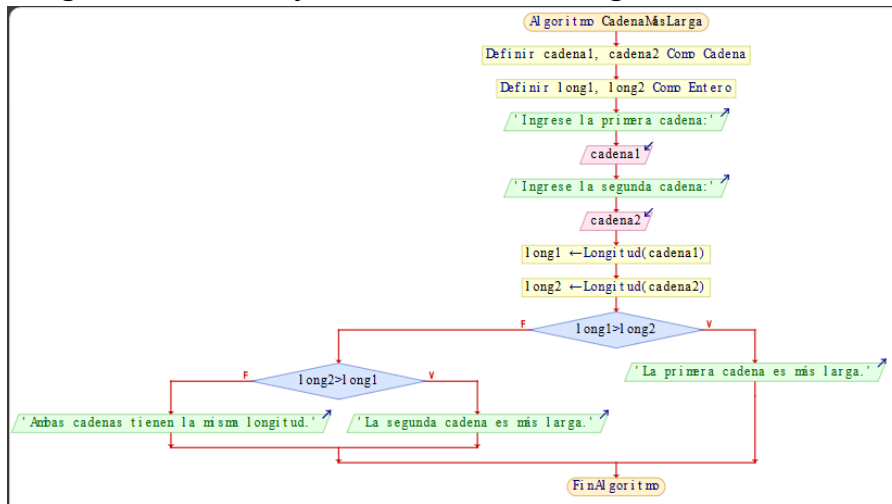 Algoritmo CadenaMásLarga
Definir cadena1, cadena2 Como Cadena
Definir long1, long2 Como Entero
'Ingrese la primera cadena:'
cadena1
'Ingrese la segunda cadena:'
cadena2
long1 ←Longitud(cadena1)
long2 ←Longitud(cadena2)
F long1>long2 V
'La primera cadena es más larga.'
F long2>long1 V
'Ambas cadenas tienen la misma longitud.' 'La segunda cadena es más larga.'
FinAlgoritmo